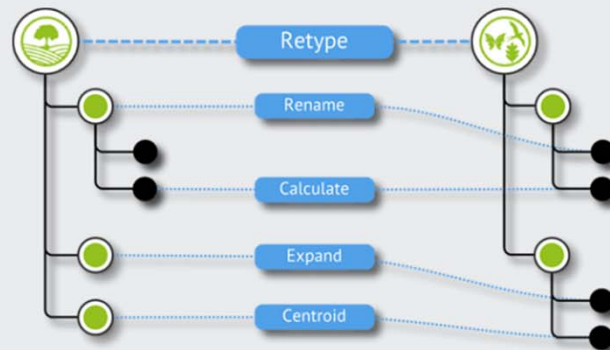 Retype
Rename
Calculate
Expand
Centroid